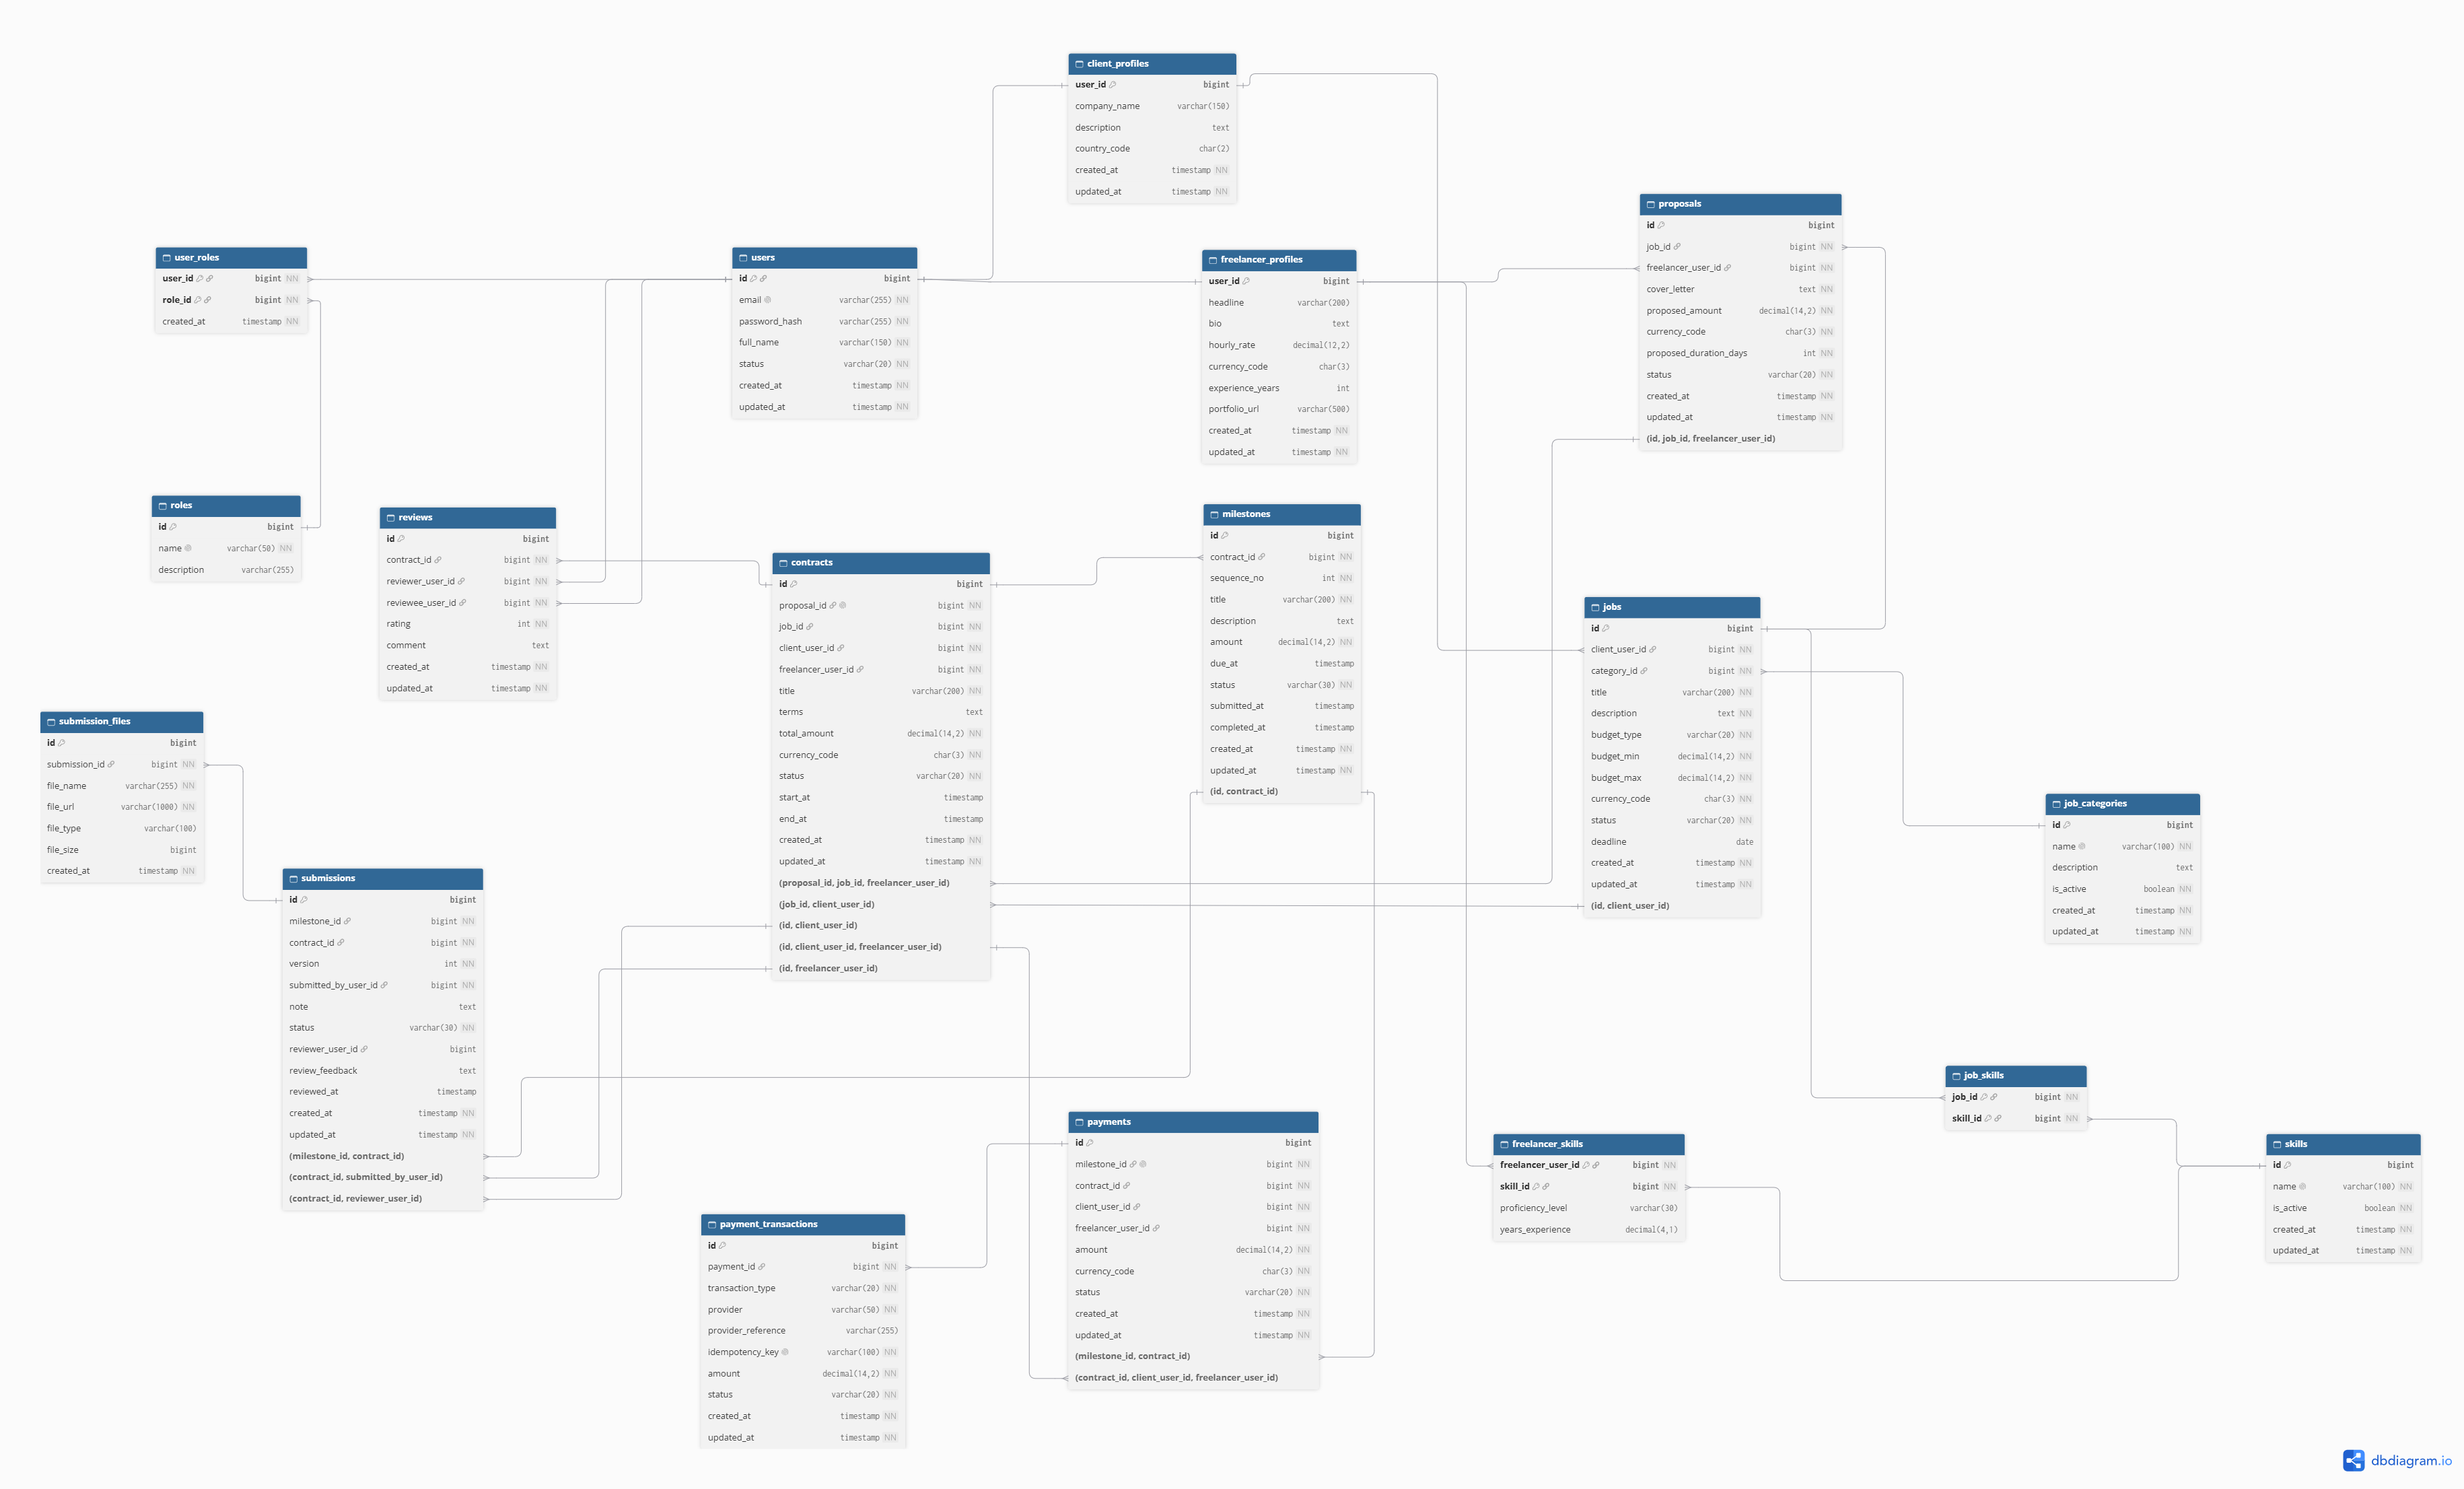 client_profiles
user_id bigint
company_name varchar(150)
description text
country_code char(2)
created_at timestamp NN
updated_at timestamp NN
proposals
id bigint
job_id bigint NN
freelancer_user_id bigint NN
cover_letter text NN
proposed_amount decimal(14,2) NN
currency_code char(3) NN
proposed_duration_days int NN
status varchar(20) NN
created_at timestamp NN
updated_at timestamp NN
(id, job_id, freelancer_user_id)
user_roles
user_id bigint NN
role_id bigint NN
created_at timestamp NN
users
id bigint
email varchar(255) NN
password_hash varchar(255) NN
full_name varchar(150) NN
status varchar(20) NN
created_at timestamp NN
updated_at timestamp NN
freelancer_profiles
user_id bigint
headline varchar(200)
bio text
hourly_rate decimal(12,2)
currency_code char(3)
experience_years int
portfolio_url varchar(500)
created_at timestamp NN
updated_at timestamp NN
roles
id bigint
name varchar(50) NN
description varchar(255)
reviews
id bigint
contract_id bigint NN
reviewer_user_id bigint NN
reviewee_user_id bigint NN
rating int NN
comment text
created_at timestamp NN
updated_at timestamp NN
contracts
id bigint
proposal_id bigint NN
job_id bigint NN
client_user_id bigint NN
freelancer_user_id bigint NN
title varchar(200) NN
terms text
total_amount decimal(14,2) NN
currency_code char(3) NN
status varchar(20) NN
start_at timestamp
end_at timestamp
created_at timestamp NN
updated_at timestamp NN
(proposal_id, job_id, freelancer_user_id)
(job_id, client_user_id)
(id, client_user_id)
(id, client_user_id, freelancer_user_id)
(id, freelancer_user_id)
milestones
id bigint
contract_id bigint NN
sequence_no int NN
title varchar(200) NN
description text
amount decimal(14,2) NN
due_at timestamp
status varchar(30) NN
submitted_at timestamp
completed_at timestamp
created_at timestamp NN
updated_at timestamp NN
(id, contract_id)
jobs
id bigint
client_user_id bigint NN
category_id bigint NN
title varchar(200) NN
description text NN
budget_type varchar(20) NN
budget_min decimal(14,2) NN
budget_max decimal(14,2) NN
currency_code char(3) NN
status varchar(20) NN
deadline date
created_at timestamp NN
updated_at timestamp NN
(id, client_user_id)
submission_files
id bigint
submission_id bigint NN
file_name varchar(255) NN
file_url varchar(1000) NN
file_type varchar(100)
file_size bigint
created_at timestamp NN
job_categories
id bigint
name varchar(100) NN
description text
is_active boolean NN
created_at timestamp NN
updated_at timestamp NN
submissions
id bigint
milestone_id bigint NN
contract_id bigint NN
version int NN
submitted_by_user_id bigint NN
note text
status varchar(30) NN
reviewer_user_id bigint
review_feedback text
reviewed_at timestamp
created_at timestamp NN
updated_at timestamp NN
(milestone_id, contract_id)
(contract_id, submitted_by_user_id)
(contract_id, reviewer_user_id)
job_skills
job_id bigint NN
skill_id bigint NN
payments
id bigint
milestone_id bigint NN
contract_id bigint NN
client_user_id bigint NN
freelancer_user_id bigint NN
amount decimal(14,2) NN
currency_code char(3) NN
status varchar(20) NN
created_at timestamp NN
updated_at timestamp NN
(milestone_id, contract_id)
(contract_id, client_user_id, freelancer_user_id)
freelancer_skills
freelancer_user_id bigint NN
skill_id bigint NN
proficiency_level varchar(30)
years_experience decimal(4,1)
skills
id bigint
name varchar(100) NN
is_active boolean NN
created_at timestamp NN
updated_at timestamp NN
payment_transactions
id bigint
payment_id bigint NN
transaction_type varchar(20) NN
provider varchar(50) NN
provider_reference varchar(255)
idempotency_key varchar(100) NN
amount decimal(14,2) NN
status varchar(20) NN
created_at timestamp NN
updated_at timestamp NN
dbdiagram.io